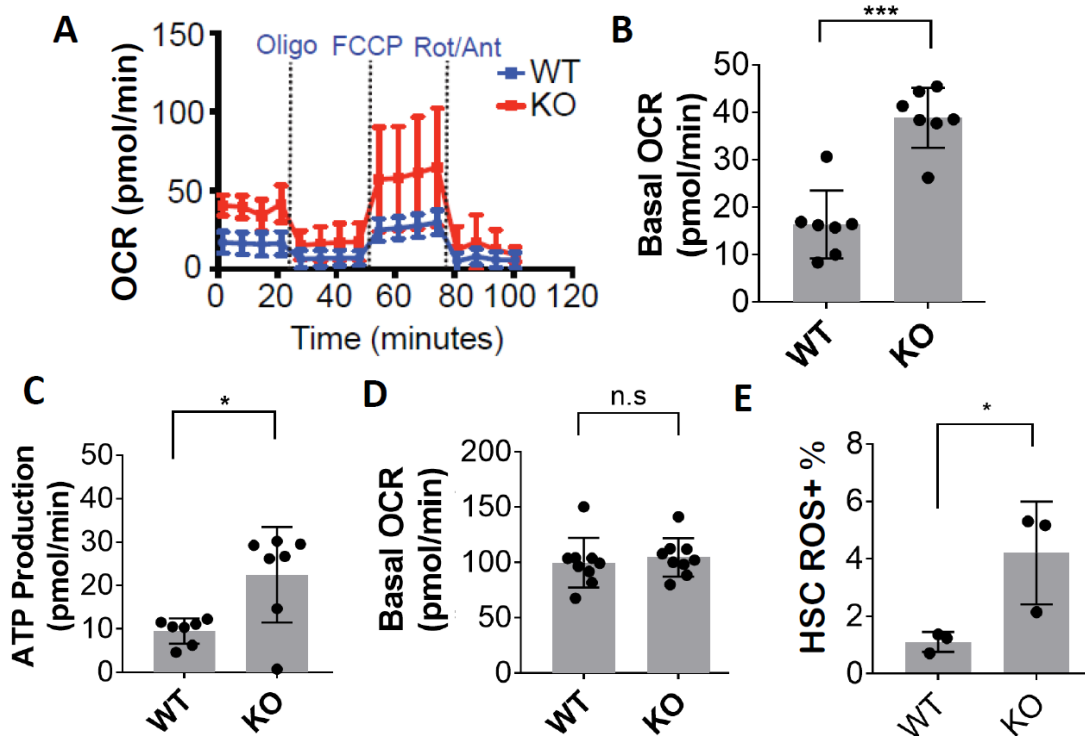 A
150
100
50
0
OCR (pmol/min)
Oligo FCCP Rot/Ant
WT
KO
0 20 40 60 80 100 120
Time (minutes)
B
***
50
40
30
20
10
0
Basal OCR
(pmol/min)
WT KO
C
*
50
40
30
20
10
0
ATP Production
(pmol/min)
WT KO
D
n.s
200
150
100
50
0
Basal OCR
(pmol/min)
WT KO
E
*
8
6
4
2
0
HSC ROS+ %
WT KO